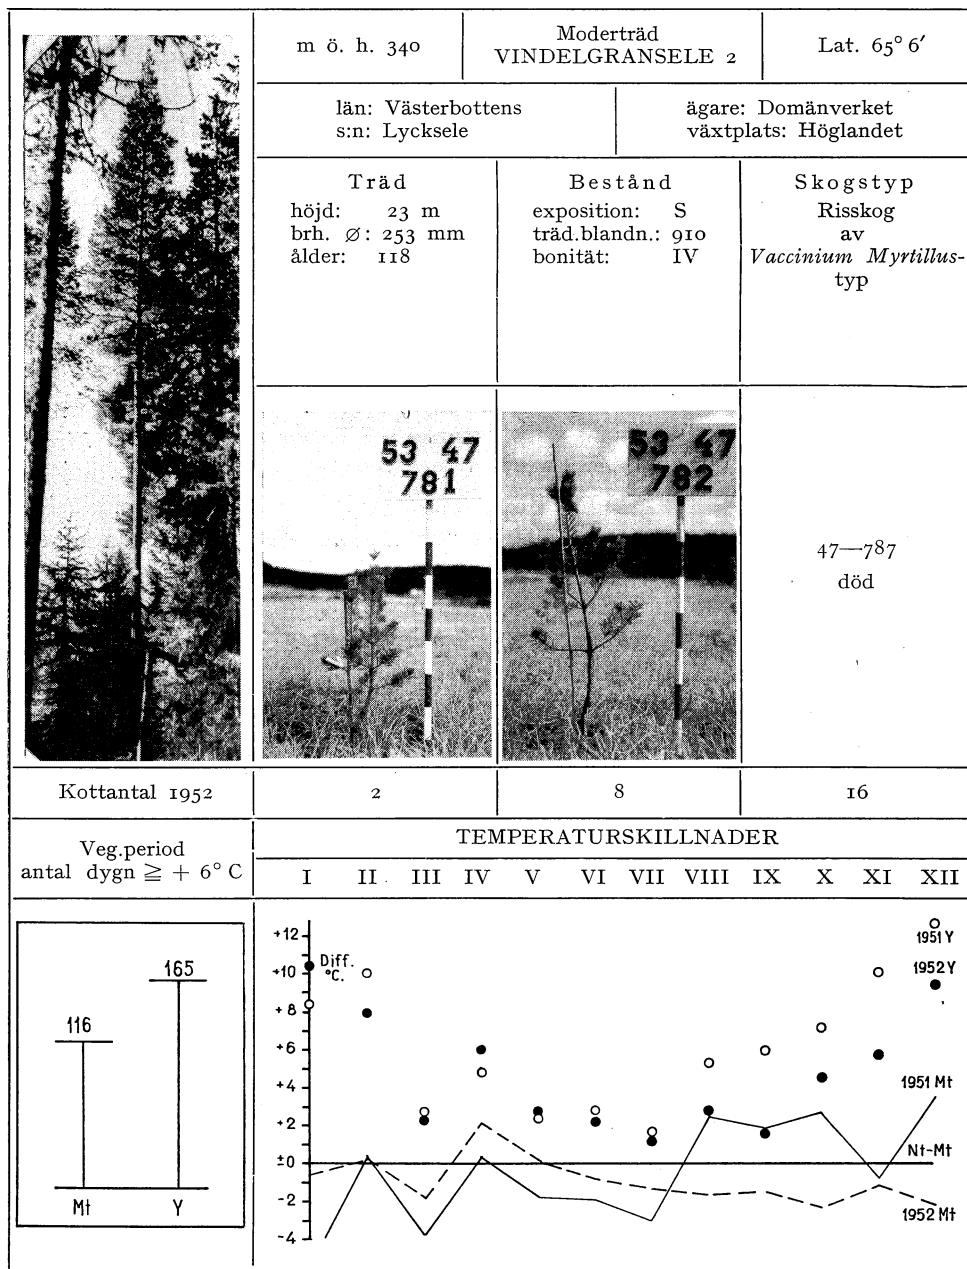 m ö. h. 340
Moderträd
VINDELGRANSELE 2
Lat. 65° 6′
län: Västerbottens
s:n: Lycksele
ägare: Domänverket
växtplats: Höglandet
Träd
höjd: 23 m
brh. ⌀: 253 mm
ålder: 118
Bestånd
exposition: S
träd.blandn.: 910
bonität: IV
Skogstyp
Risskog
av
Vaccinium Myrtillus-
typ
53 47
781
53 47
782
47—787
död
Kottantal 1952
2
8
16
Veg.period
antal dygn ≧ + 6° C
TEMPERATURSKILLNADER
I II III IV V VI VII VIII IX X XI XII
116
165
Mt Y
+12
+10
+8
+6
+4
+2
±0
-2
-4
Diff.
°C.
1951 Y
1952 Y
1951 Mt
Nt-Mt
1952 Mt